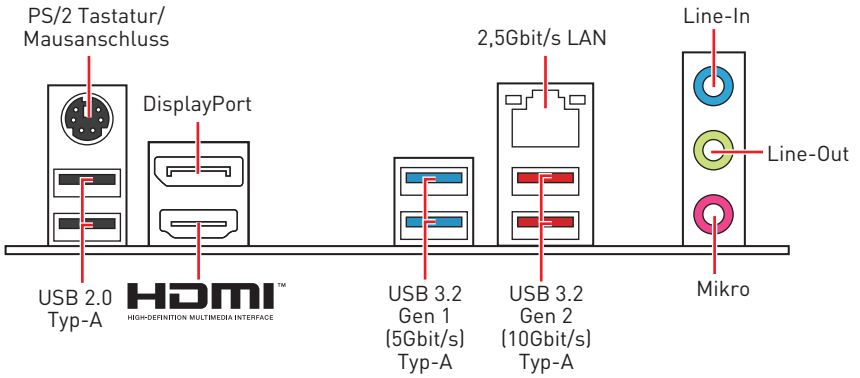 PS/2 Tastatur/
Mausanschluss
DisplayPort
2,5Gbit/s LAN
Line-In
Line-Out
Mikro
USB 2.0
Typ-A
HDMI™
HIGH-DEFINITION MULTIMEDIA INTERFACE
USB 3.2
Gen 1
(5Gbit/s)
Typ-A
USB 3.2
Gen 2
(10Gbit/s)
Typ-A